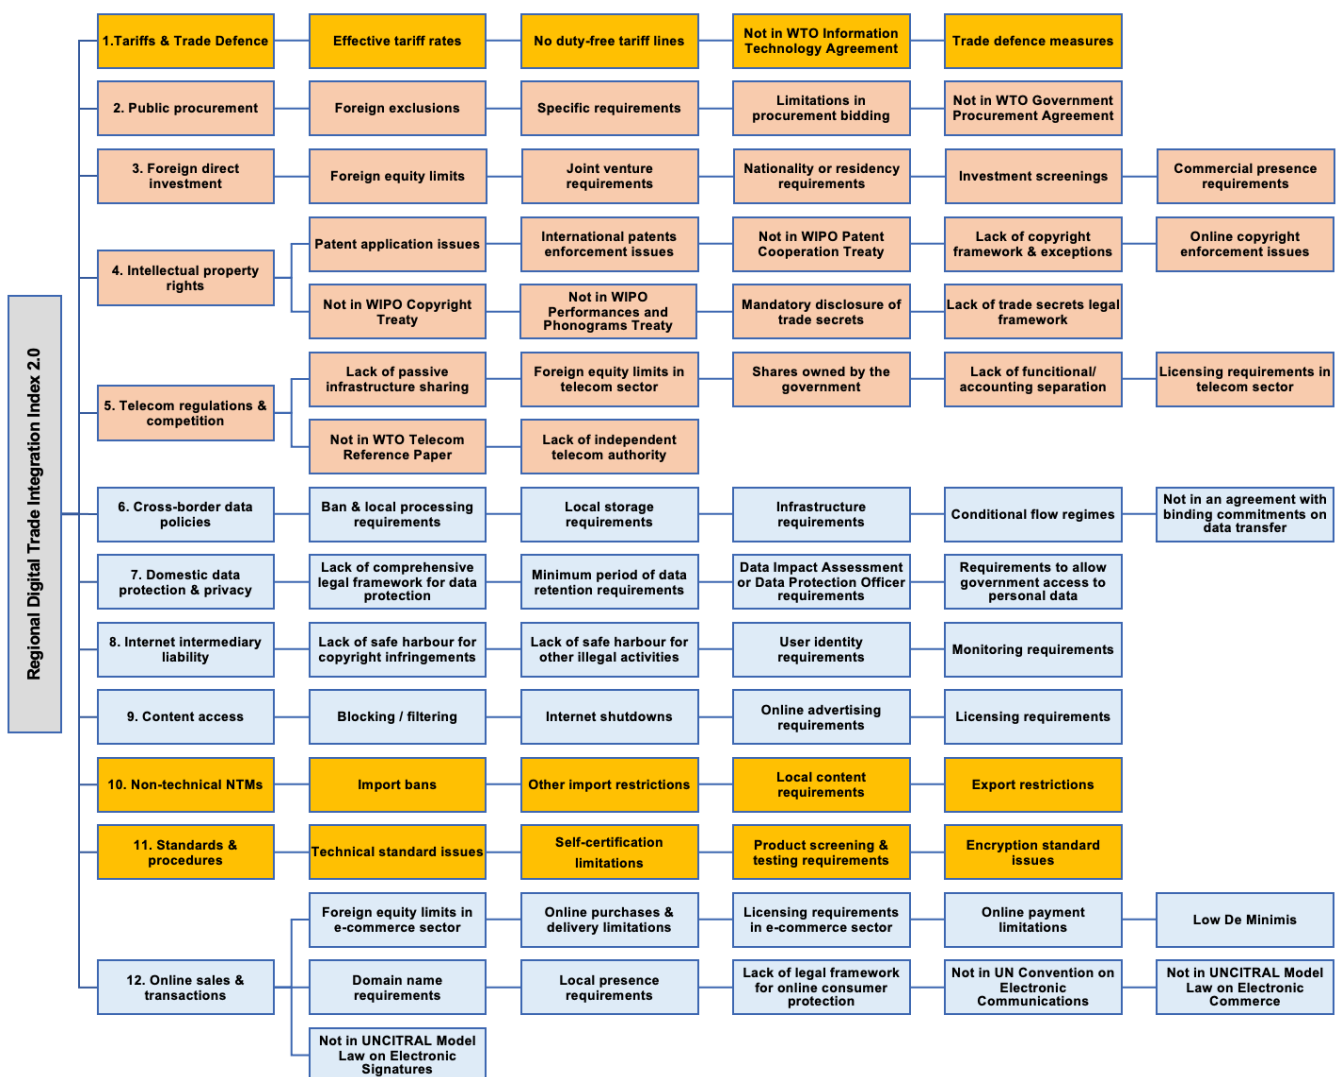 Regional Digital Trade Integration Index 2.0
1.Tariffs & Trade Defence
Effective tariff rates
No duty-free tariff lines
Not in WTO Information
Technology Agreement
Trade defence measures
2. Public procurement
Foreign exclusions
Specific requirements
Limitations in
procurement bidding
Not in WTO Government
Procurement Agreement
3. Foreign direct
investment
Foreign equity limits
Joint venture
requirements
Nationality or residency
requirements
Investment screenings
Commercial presence
requirements
4. Intellectual property
rights
Patent application issues
International patents
enforcement issues
Not in WIPO Patent
Cooperation Treaty
Lack of copyright
framework & exceptions
Online copyright
enforcement issues
Not in WIPO Copyright
Treaty
Not in WIPO
Performances and
Phonograms Treaty
Mandatory disclosure of
trade secrets
Lack of trade secrets legal
framework
5. Telecom regulations &
competition
Lack of passive
infrastructure sharing
Foreign equity limits in
telecom sector
Shares owned by the
government
Lack of funcitional/
accounting separation
Licensing requirements in
telecom sector
Not in WTO Telecom
Reference Paper
Lack of independent
telecom authority
6. Cross-border data
policies
Ban & local processing
requirements
Local storage
requirements
Infrastructure
requirements
Conditional flow regimes
Not in an agreement with
binding commitments on
data transfer
7. Domestic data
protection & privacy
Lack of comprehensive
legal framework for data
protection
Minimum period of data
retention requirements
Data Impact Assessment
or Data Protection Officer
requirements
Requirements to allow
government access to
personal data
8. Internet intermediary
liability
Lack of safe harbour for
copyright infringements
Lack of safe harbour for
other illegal activities
User identity
requirements
Monitoring requirements
9. Content access
Blocking / filtering
Internet shutdowns
Online advertising
requirements
Licensing requirements
10. Non-technical NTMs
Import bans
Other import restrictions
Local content
requirements
Export restrictions
11. Standards &
procedures
Technical standard issues
Self-certification
limitations
Product screening &
testing requirements
Encryption standard
issues
12. Online sales &
transactions
Foreign equity limits in
e-commerce sector
Online purchases &
delivery limitations
Licensing requirements
in e-commerce sector
Online payment
limitations
Low De Minimis
Domain name
requirements
Local presence
requirements
Lack of legal framework
for online consumer
protection
Not in UN Convention on
Electronic
Communications
Not in UNCITRAL Model
Law on Electronic
Commerce
Not in UNCITRAL Model
Law on Electronic
Signatures